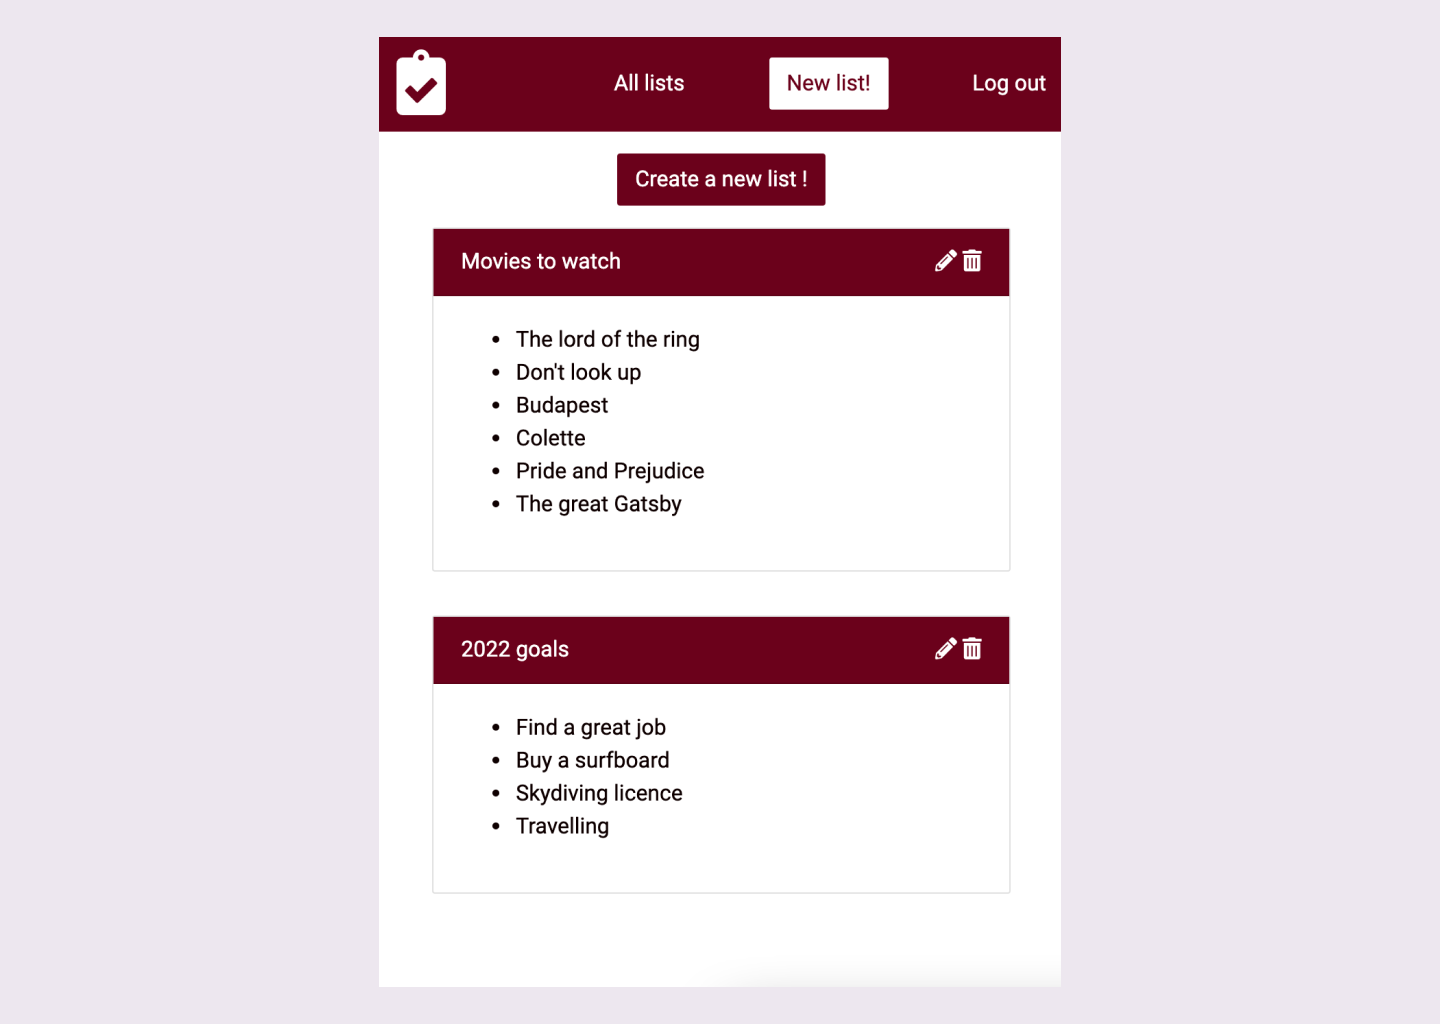 All lists
New list!
Log out
Create a new list !
Movies to watch
The lord of the ring
Don't look up
Budapest
Colette
Pride and Prejudice
The great Gatsby
2022 goals
Find a great job
Buy a surfboard
Skydiving licence
Travelling